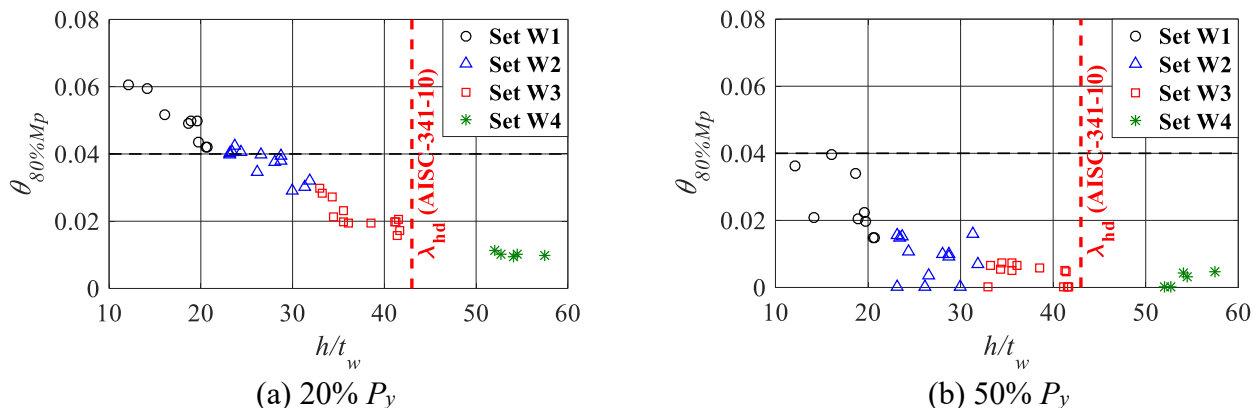 0.08
0.06
0.04
0.02
0
θ80%Mp
10
20
30
40
50
60
h/tw
Set W1
Set W2
Set W3
Set W4
λhd (AISC-341-10)
(a) 20% Py
0.08
0.06
0.04
0.02
0
θ80%Mp
10
20
30
40
50
60
h/tw
Set W1
Set W2
Set W3
Set W4
λhd (AISC-341-10)
(b) 50% Py